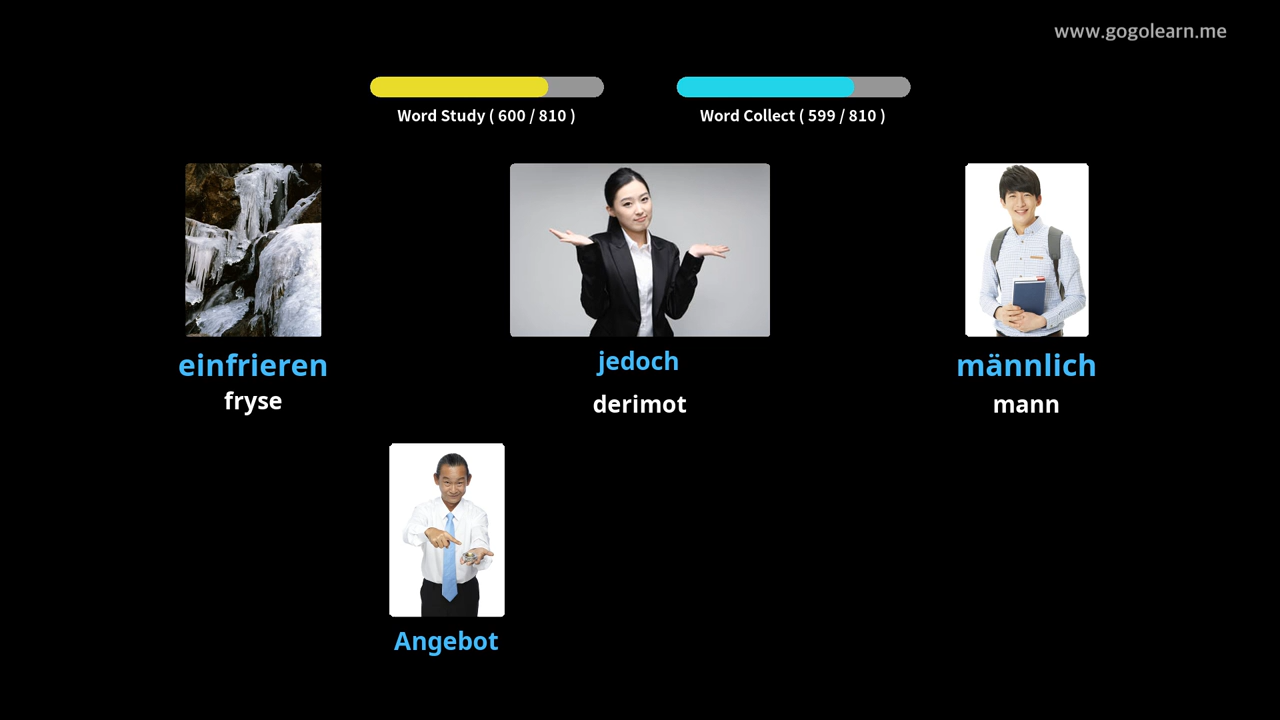 www.gogolearn.me
Word Study ( 600 / 810 )
Word Collect ( 599 / 810 )
einfrieren
fryse
jedoch
derimot
männlich
mann
Angebot